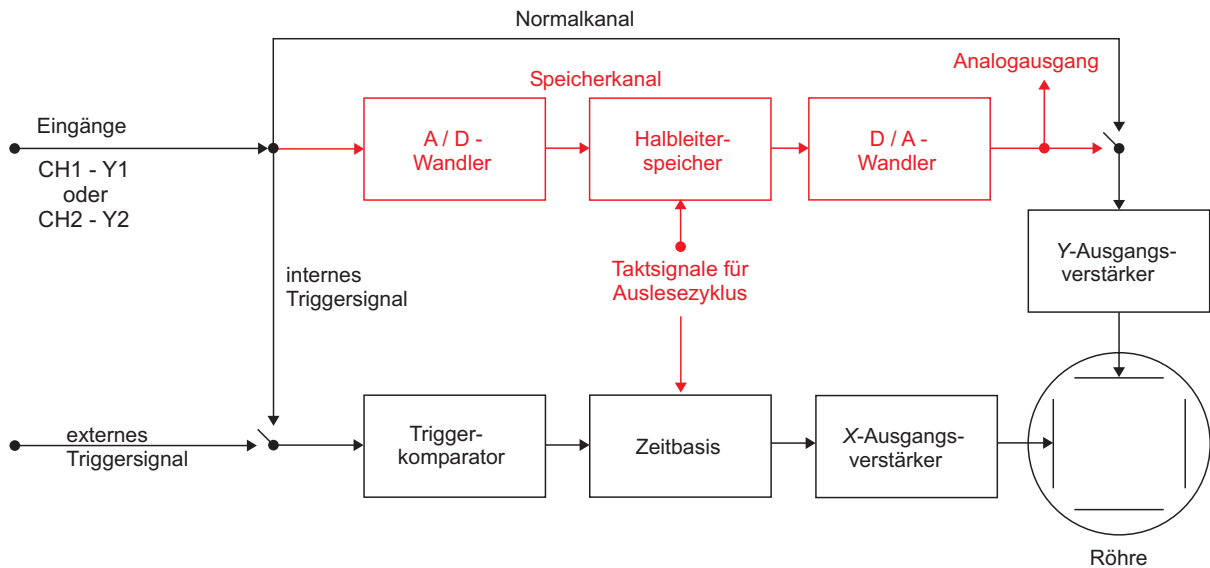 Normalkanal
Analogausgang
Speicherkanal
Eingänge
CH1 - Y1
oder
CH2 - Y2
A / D -
Wandler
Halbleiter-
speicher
D / A -
Wandler
Y-Ausgangs-
verstärker
internes
Triggersignal
Taktsignale für
Auslesezyklus
externes
Triggersignal
Trigger-
komparator
Zeitbasis
X-Ausgangs-
verstärker
Röhre